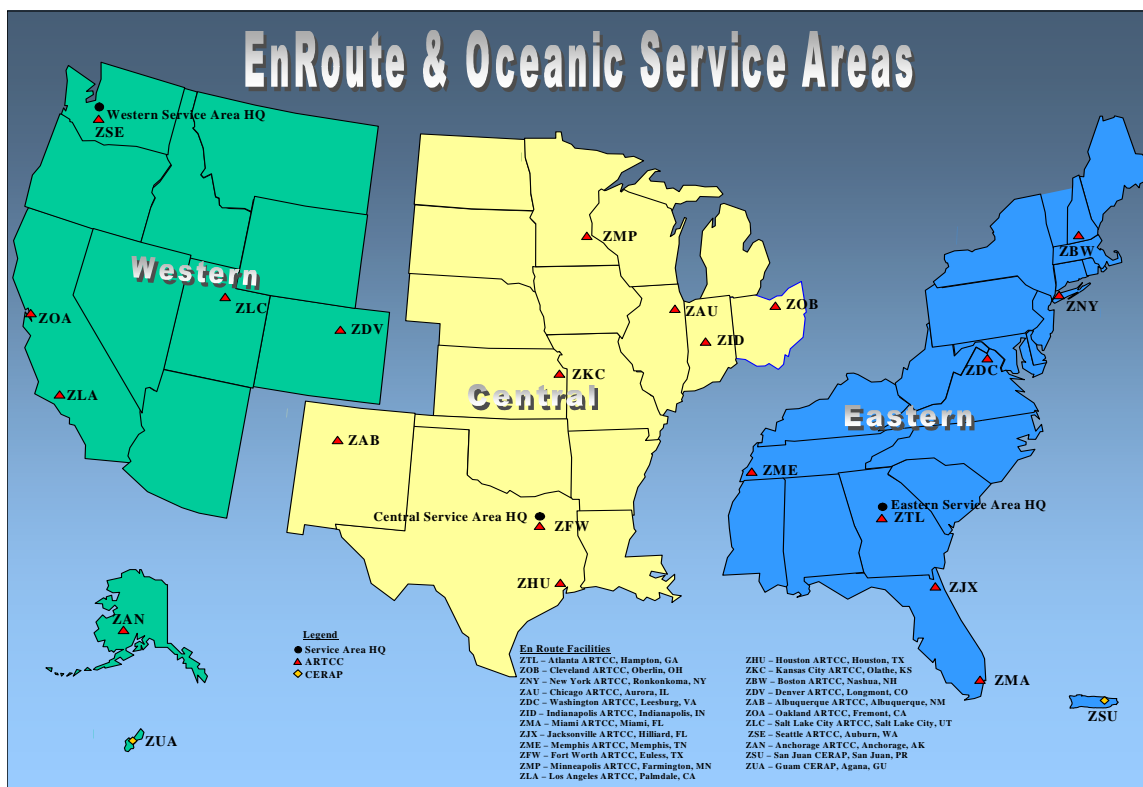 EnRoute & Oceanic Service Areas
Western Service Area HQ
ZSE
ZMP
ZBW
Western
ZLC
ZOA
ZDV
ZAU
ZOB
ZNY
ZID
ZDC
ZKC
ZLA
Central
Eastern
ZAB
ZME
Central Service Area HQ
ZFW
Eastern Service Area HQ
ZTL
ZHU
ZJX
ZAN
ZMA
ZSU
ZUA
Legend
Service Area HQ
ARTCC
CERAP
En Route Facilities
ZTL – Atlanta ARTCC, Hampton, GA
ZOB – Cleveland ARTCC, Oberlin, OH
ZNY – New York ARTCC, Ronkonkoma, NY
ZAU – Chicago ARTCC, Aurora, IL
ZDC – Washington ARTCC, Leesburg, VA
ZID – Indianapolis ARTCC, Indianapolis, IN
ZMA – Miami ARTCC, Miami, FL
ZJX – Jacksonville ARTCC, Hilliard, FL
ZME – Memphis ARTCC, Memphis, TN
ZFW – Fort Worth ARTCC, Euless, TX
ZMP – Minneapolis ARTCC, Farmington, MN
ZLA – Los Angeles ARTCC, Palmdale, CA
ZHU – Houston ARTCC, Houston, TX
ZKC – Kansas City ARTCC, Olathe, KS
ZBW – Boston ARTCC, Nashua, NH
ZDV – Denver ARTCC, Longmont, CO
ZAB – Albuquerque ARTCC, Albuquerque, NM
ZOA – Oakland ARTCC, Fremont, CA
ZLC – Salt Lake City ARTCC, Salt Lake City, UT
ZSE – Seattle ARTCC, Auburn, WA
ZAN – Anchorage ARTCC, Anchorage, AK
ZSU – San Juan CERAP, San Juan, PR
ZUA – Guam CERAP, Agana, GU